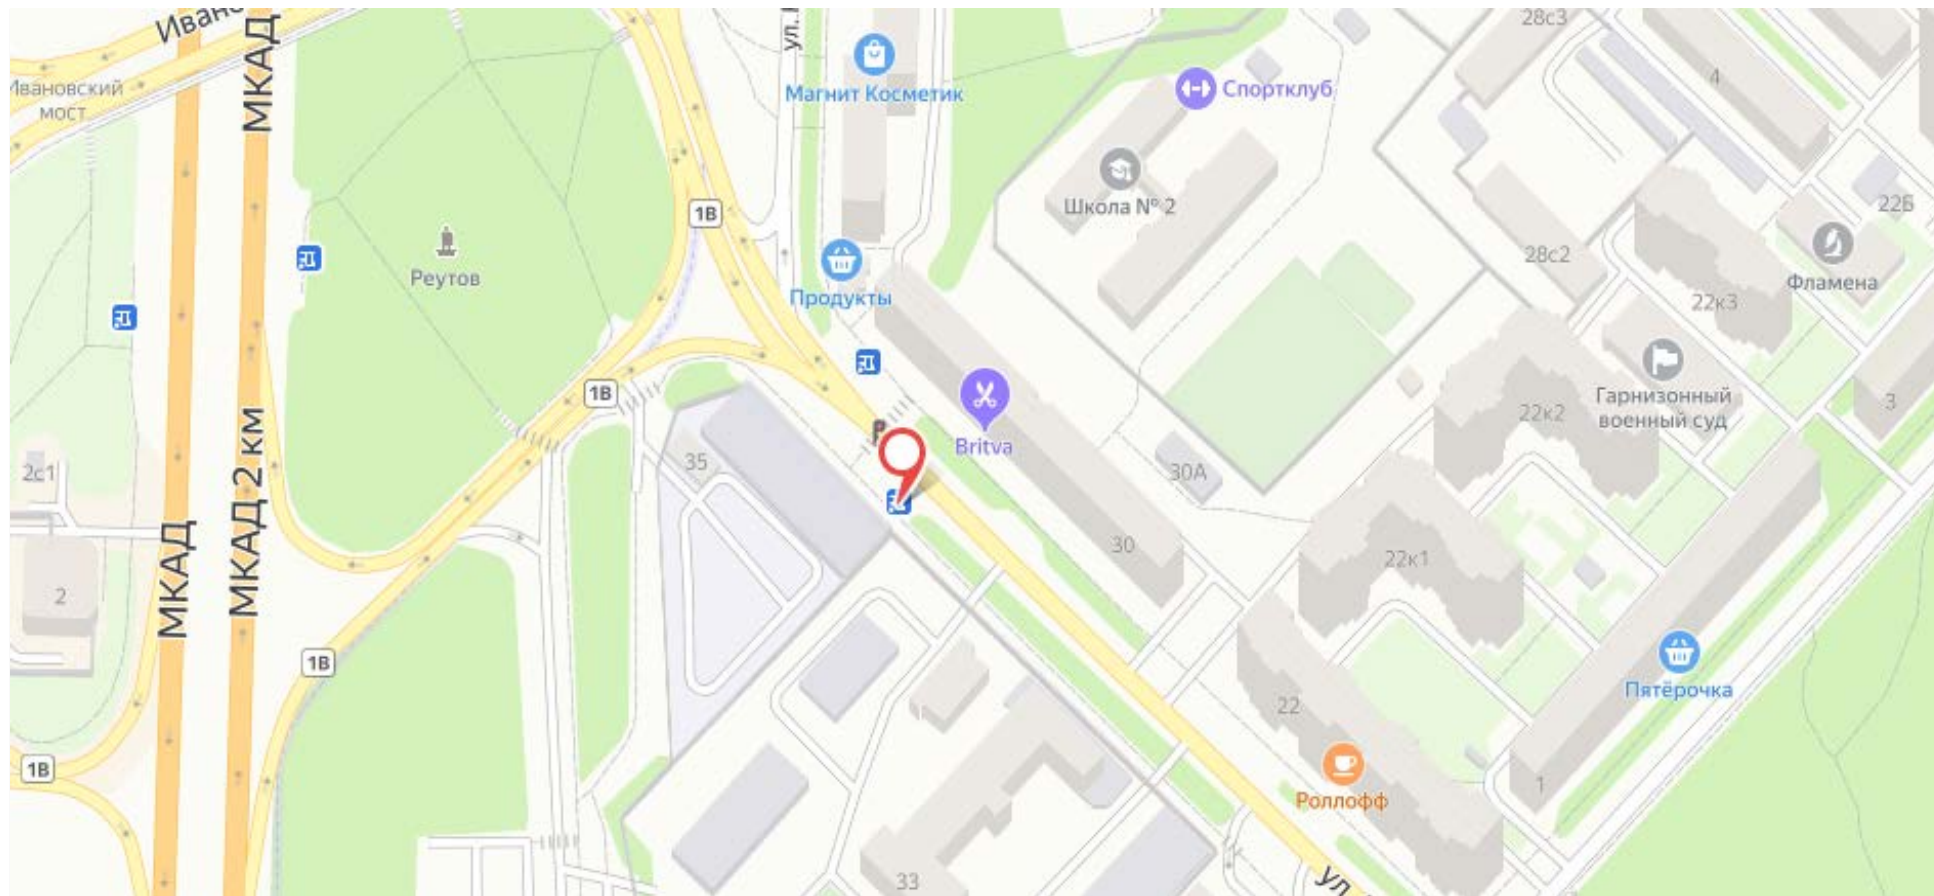 28с3
МКАД
Ивановский
мост
Магнит Косметик
Спортклуб
4
МКАД
Школа № 2
22Б
1В
28с2
Реутов
Фламена
Продукты
22к3
1В
Гарнизонный
военный суд
22к2
3
Britva
МКАД 2 км
35
30А
2с1
30
22к1
2
МКАД
1В
Пятёрочка
22
1В
1
Роллофф
33
ул.